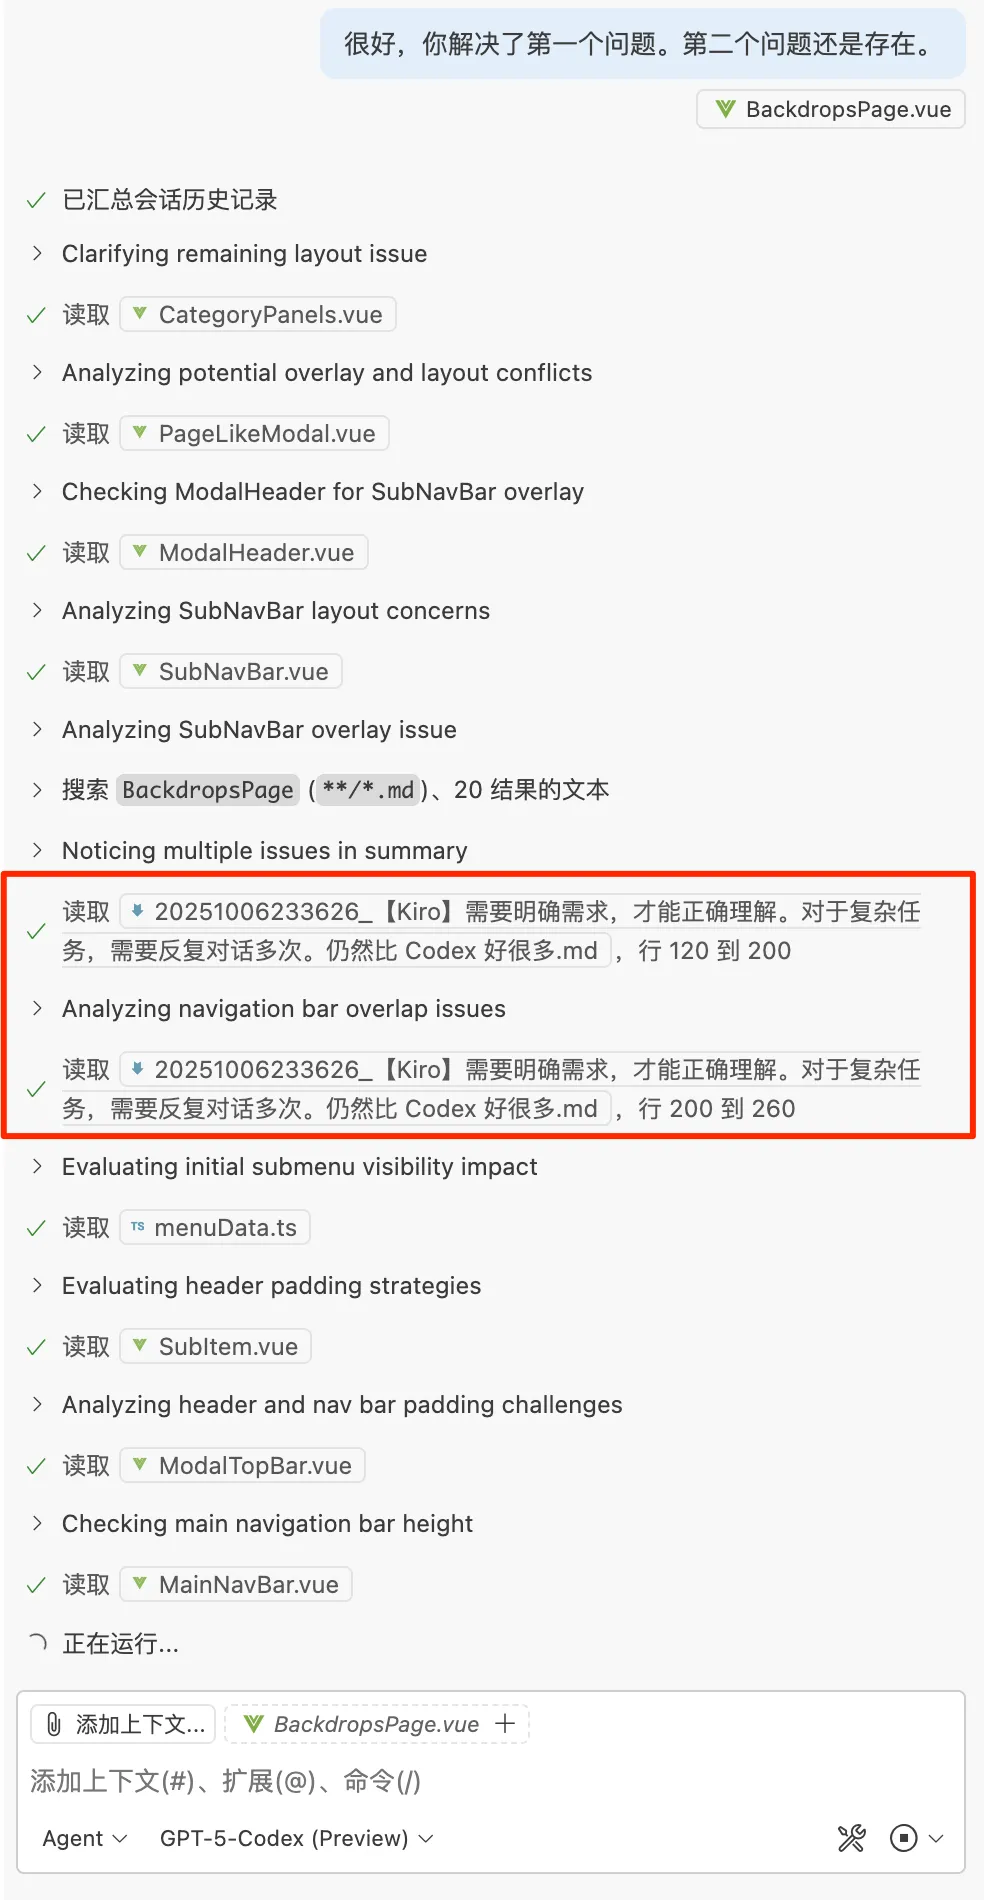 很好，你解决了第一个问题。第二个问题还是存在。
BackdropsPage.vue
已汇总会话历史记录
Clarifying remaining layout issue
读取 CategoryPanels.vue
Analyzing potential overlay and layout conflicts
读取 PageLikeModal.vue
Checking ModalHeader for SubNavBar overlay
读取 ModalHeader.vue
Analyzing SubNavBar layout concerns
读取 SubNavBar.vue
Analyzing SubNavBar overlay issue
搜索 BackdropsPage (**/*.md)、20 结果的文本
Noticing multiple issues in summary
读取 20251006233626_【Kiro】需要明确需求，才能正确理解。对于复杂任
务，需要反复对话多次。仍然比 Codex 好很多.md ，行 120 到 200
Analyzing navigation bar overlap issues
读取 20251006233626_【Kiro】需要明确需求，才能正确理解。对于复杂任
务，需要反复对话多次。仍然比 Codex 好很多.md ，行 200 到 260
Evaluating initial submenu visibility impact
读取 TS menuData.ts
Evaluating header padding strategies
读取 SubItem.vue
Analyzing header and nav bar padding challenges
读取 ModalTopBar.vue
Checking main navigation bar height
读取 MainNavBar.vue
正在运行...
添加上下文... BackdropsPage.vue
添加上下文(#)、扩展(@)、命令(/)
Agent GPT-5-Codex (Preview)